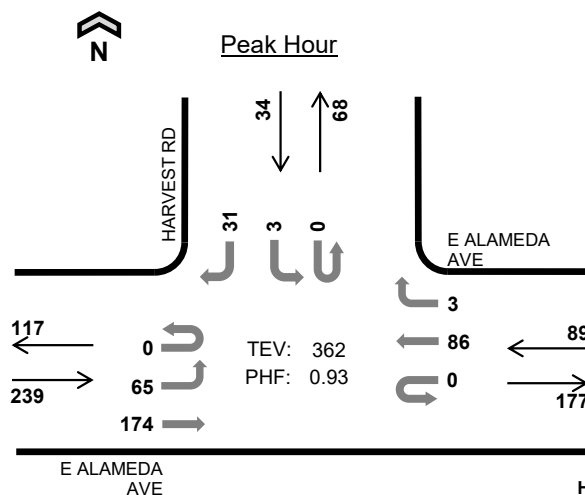 N
Peak Hour
34
68
HARVEST RD
31
3
0
E ALAMEDA
AVE
3
117
0
TEV: 362
86
89
239
65
PHF: 0.93
0
177
174
E ALAMEDA
AVE
H